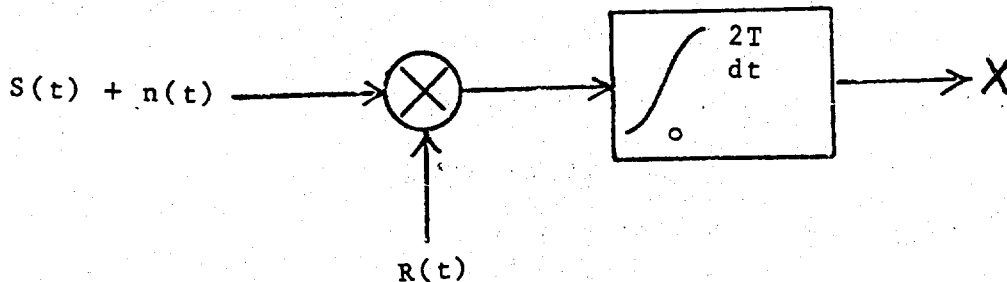 S(t) + n(t)
∫ 2T
dt
o
X
R(t)